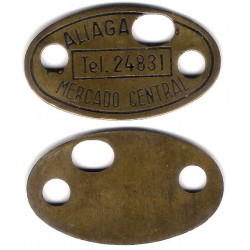 ALIAGA
Tel. 24831
MERCADO CENTRAL